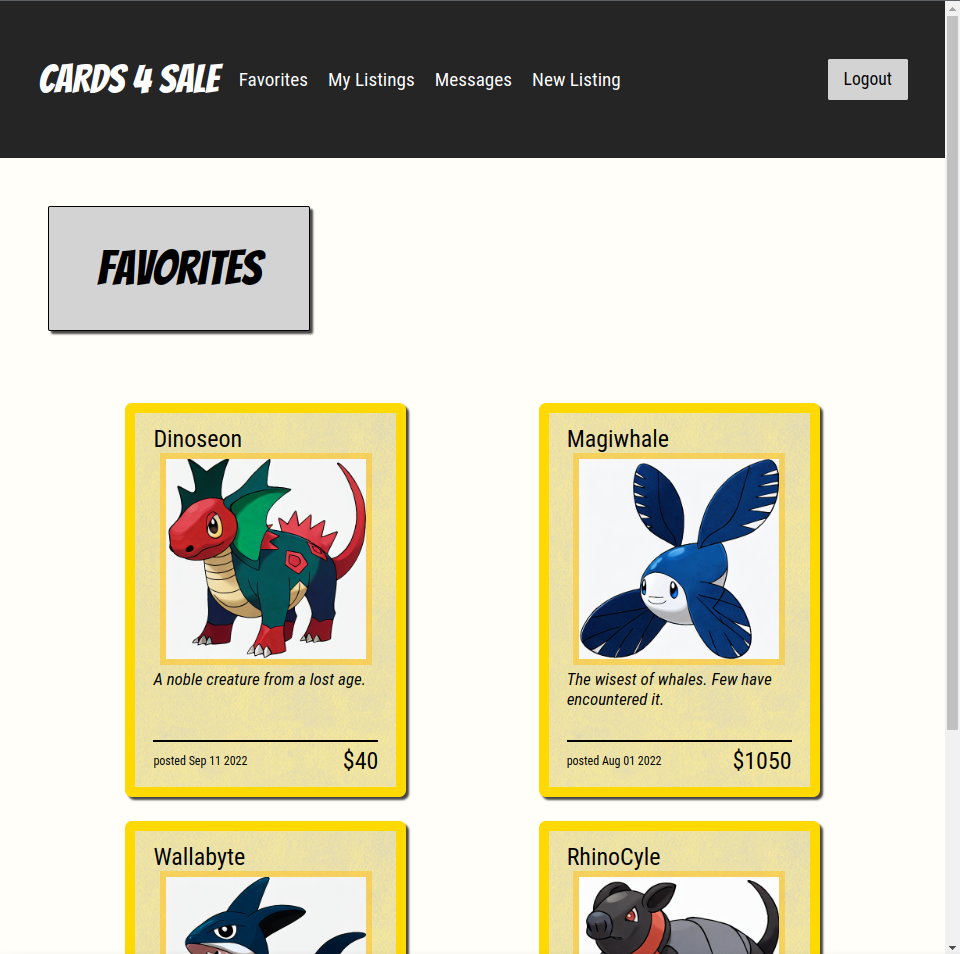 CARDS 4 SALE Favorites My Listings Messages New Listing Logout
FAVORITES
Dinoseon
A noble creature from a lost age.
posted Sep 11 2022 $40
Magiwhale
The wisest of whales. Few have
encountered it.
posted Aug 01 2022 $1050
Wallabyte
RhinoCyle